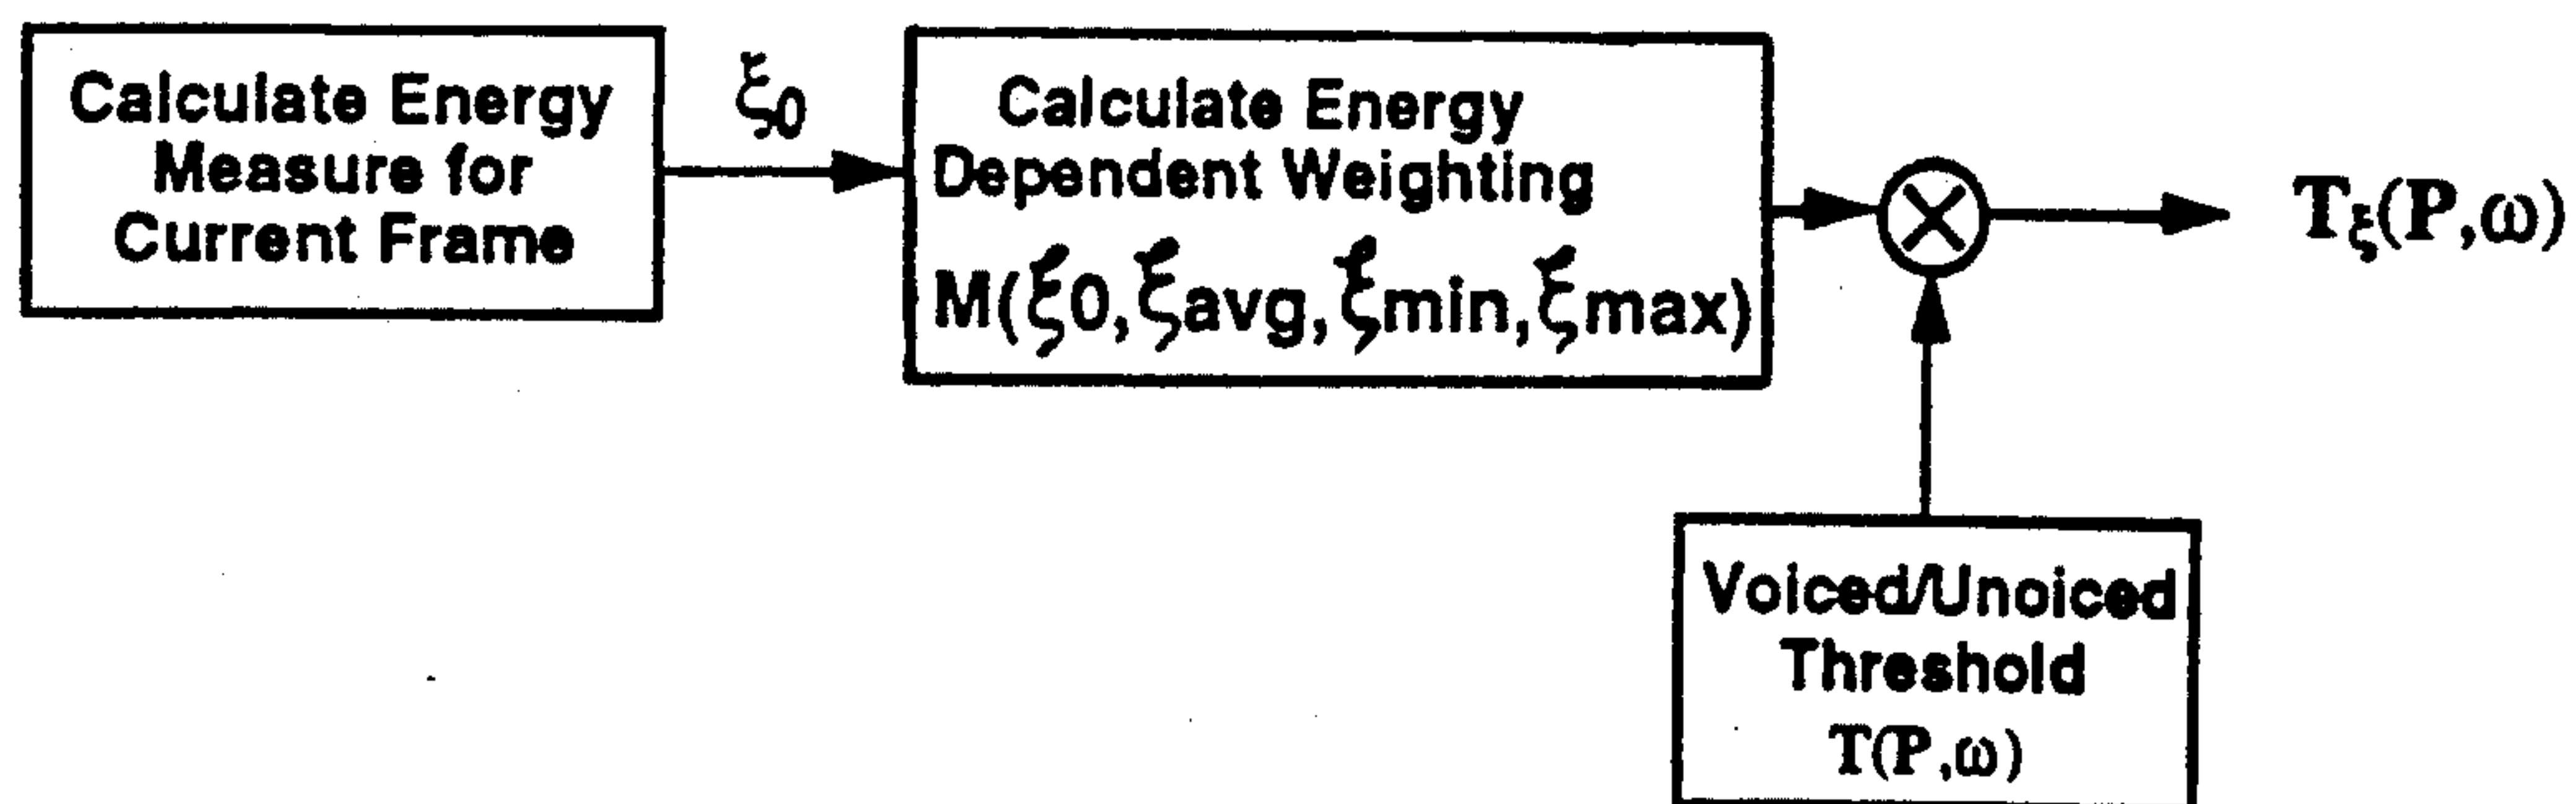 Calculate Energy
Measure for
Current Frame
ξ0
Calculate Energy
Dependent Weighting
M(ξ0,ξavg,ξmin,ξmax)
Tξ(P,ω)
Voiced/Unoiced
Threshold
T(P,ω)